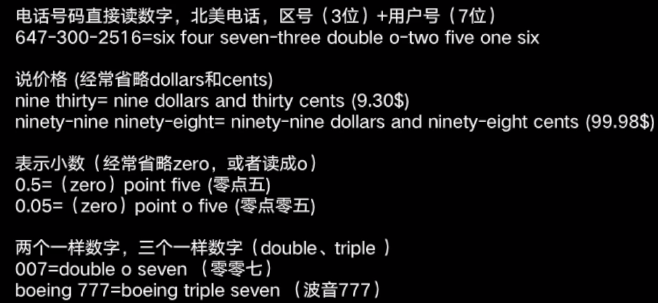 电话号码直接读数字，北美电话，区号（3位）+用户号（7位）
647-300-2516=six four seven-three double o-two five one six
说价格 (经常省略dollars和cents)
nine thirty= nine dollars and thirty cents (9.30$)
ninety-nine ninety-eight= ninety-nine dollars and ninety-eight cents (99.98$)
表示小数（经常省略zero，或者读成o）
0.5=（zero）point five (零点五)
0.05=（zero）point o five (零点零五)
两个一样数字，三个一样数字（double、triple ）
007=double o seven （零零七）
boeing 777=boeing triple seven （波音777）